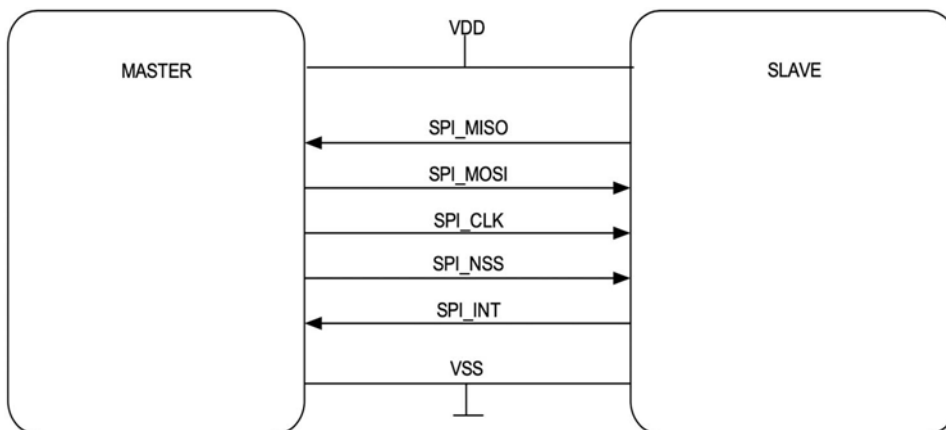 VDD
MASTER
SLAVE
SPI_MISO
SPI_MOSI
SPI_CLK
SPI_NSS
SPI_INT
VSS